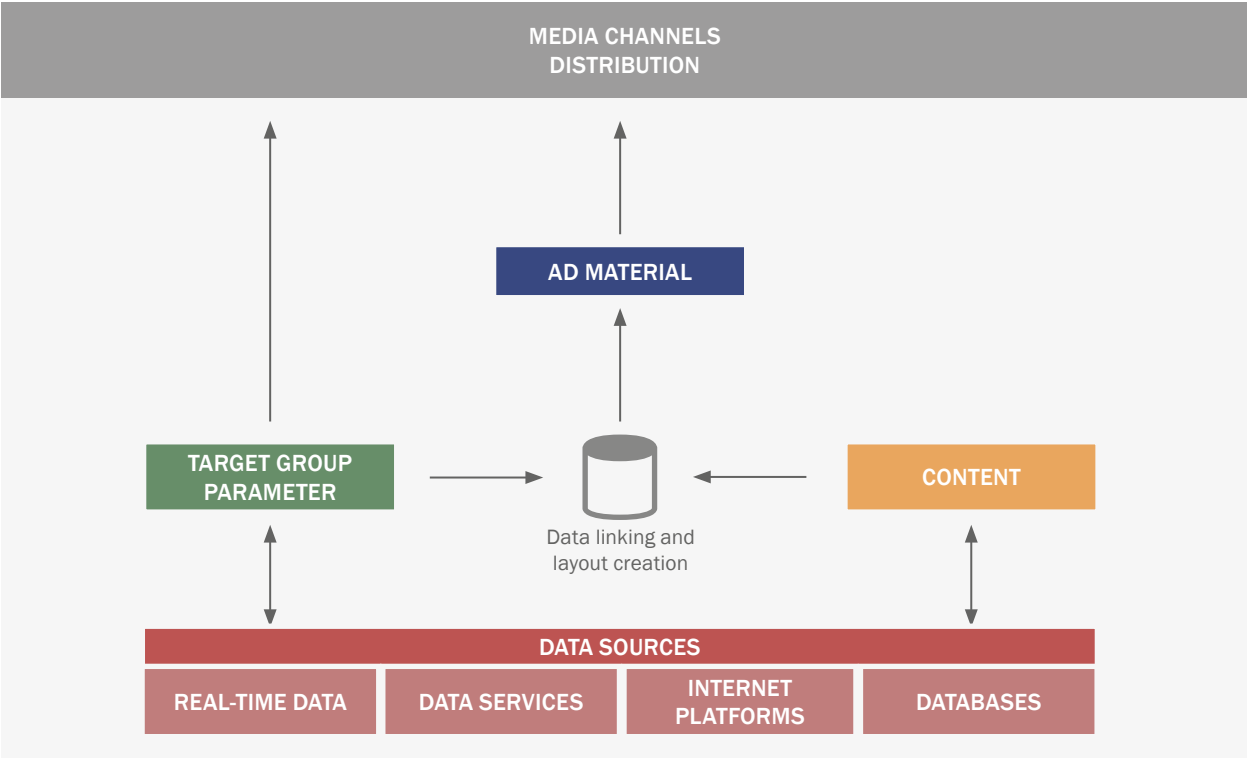 MEDIA CHANNELS
DISTRIBUTION
AD MATERIAL
TARGET GROUP
PARAMETER
CONTENT
Data linking and
layout creation
DATA SOURCES
REAL-TIME DATA
DATA SERVICES
INTERNET
PLATFORMS
DATABASES